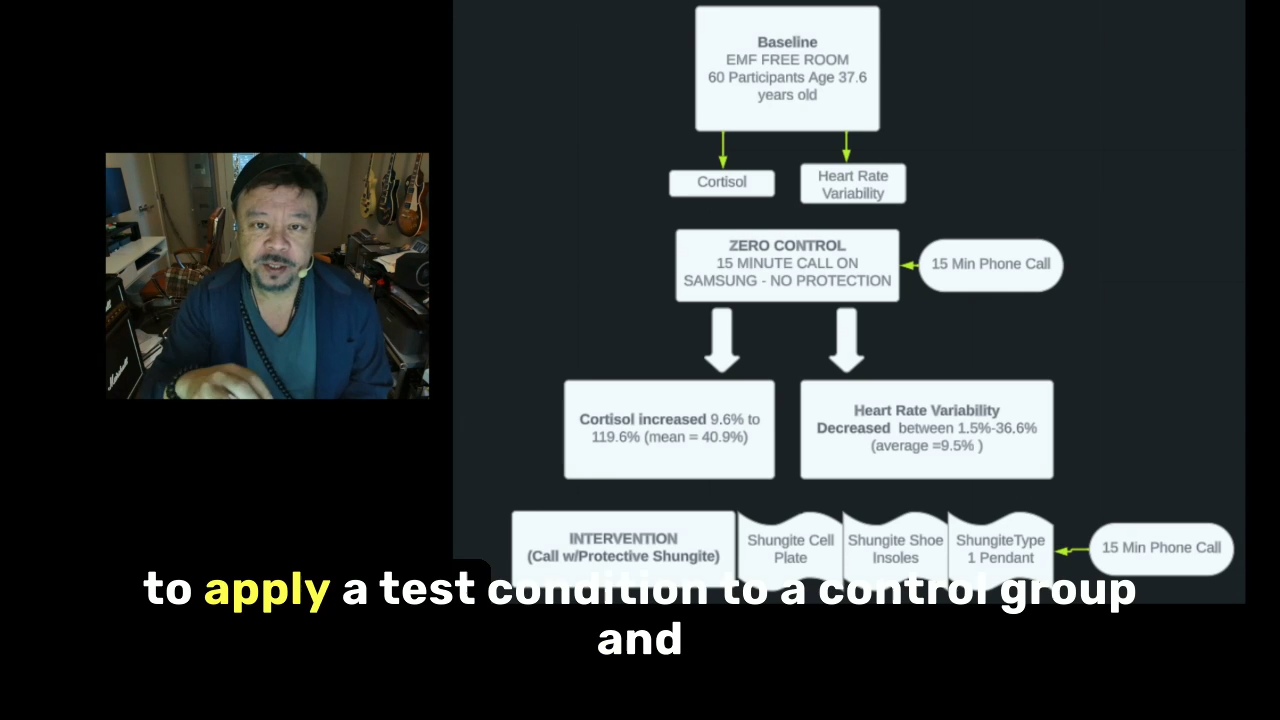 Baseline
EMF FREE ROOM
60 Participants Age 37.6
years old
Cortisol
Heart Rate
Variability
ZERO CONTROL
15 MINUTE CALL ON
SAMSUNG - NO PROTECTION
15 Min Phone Call
Cortisol increased 9.6% to
119.6% (mean = 40.9%)
Heart Rate Variability
Decreased between 1.5%-36.6%
(average =9.5% )
INTERVENTION
(Call w/Protective Shungite)
Shungite Cell
Plate
Shungite Shoe
Insoles
ShungiteType
1 Pendant
15 Min Phone Call
Marshall
to apply a test condition to a control group
and